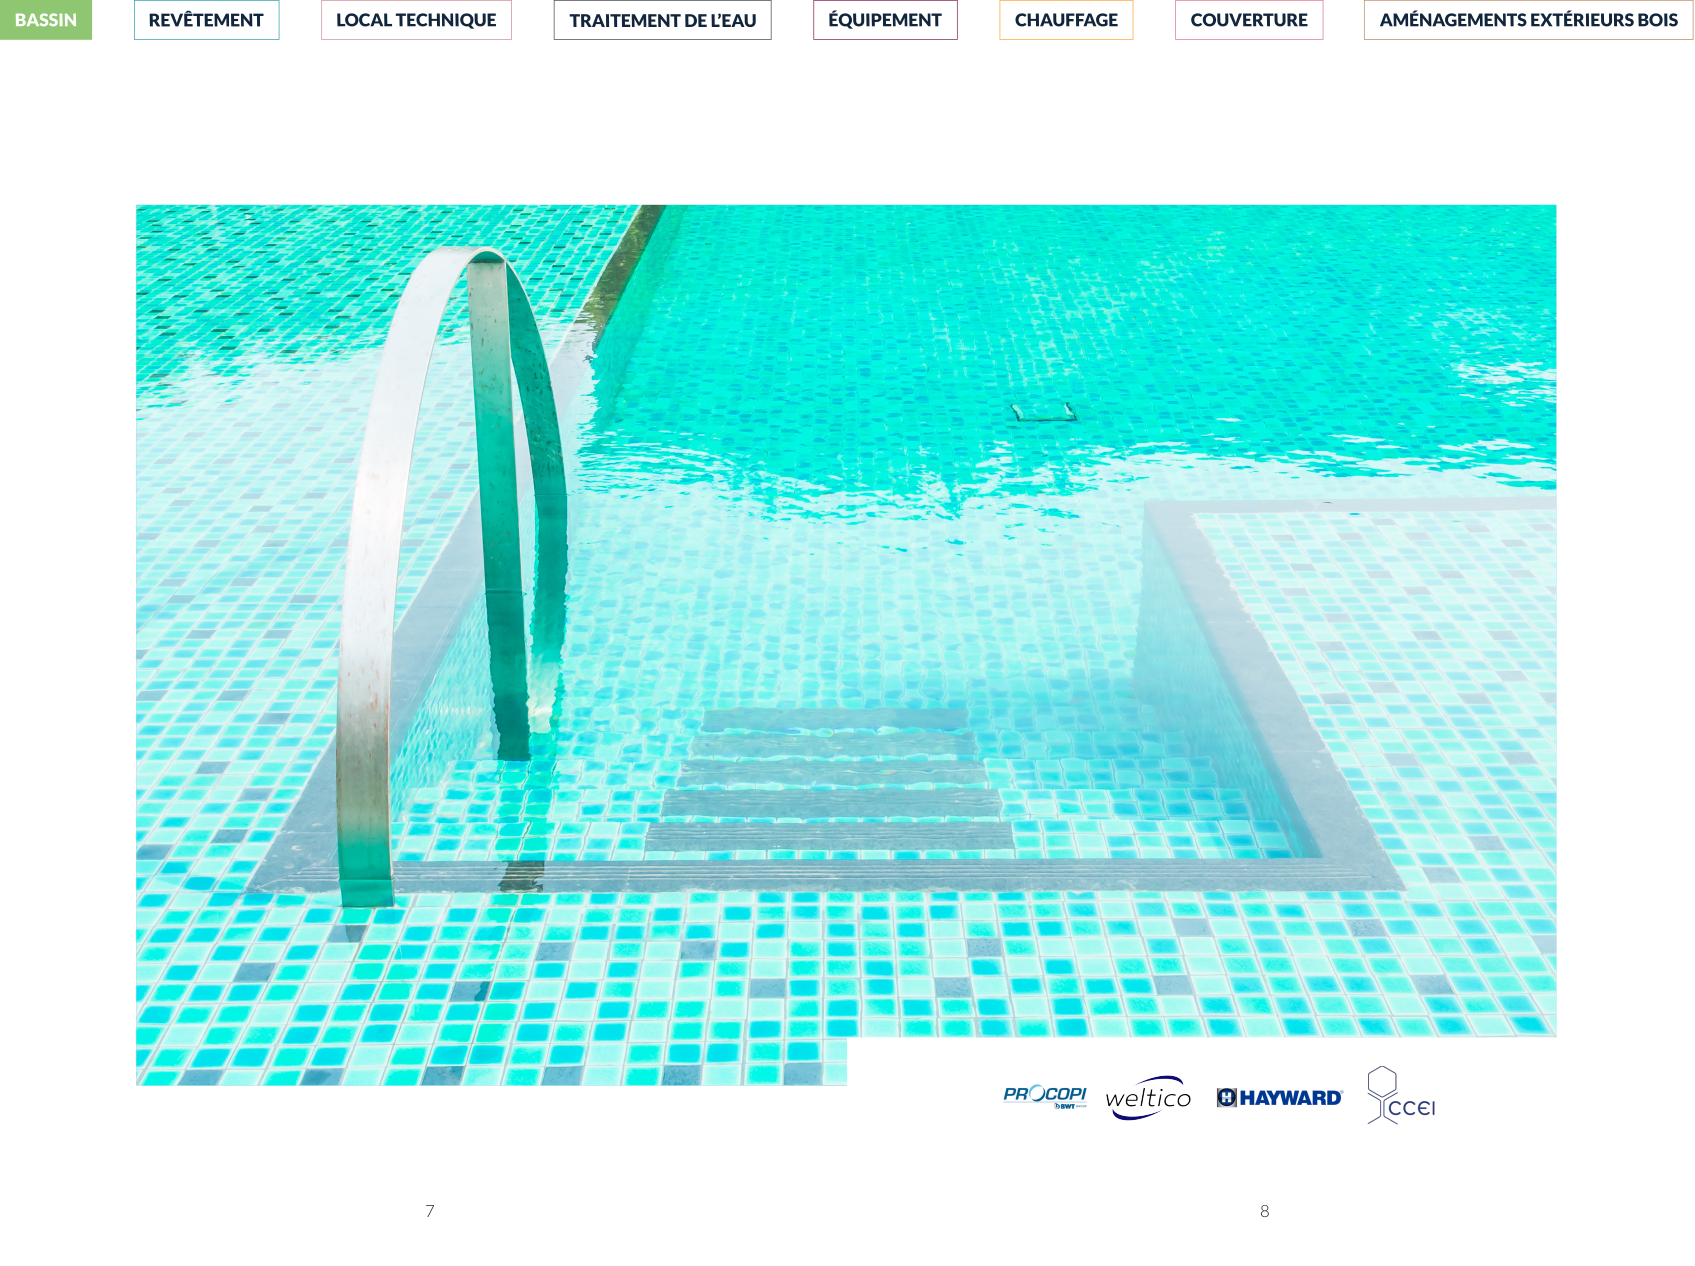 BASSIN
REVÊTEMENT
LOCAL TECHNIQUE
TRAITEMENT DE L'EAU
ÉQUIPEMENT
CHAUFFAGE
COUVERTURE
AMÉNAGEMENTS EXTÉRIEURS BOIS
PROCOPI
BWT
weltico
H HAYWARD
CCEI
7
8